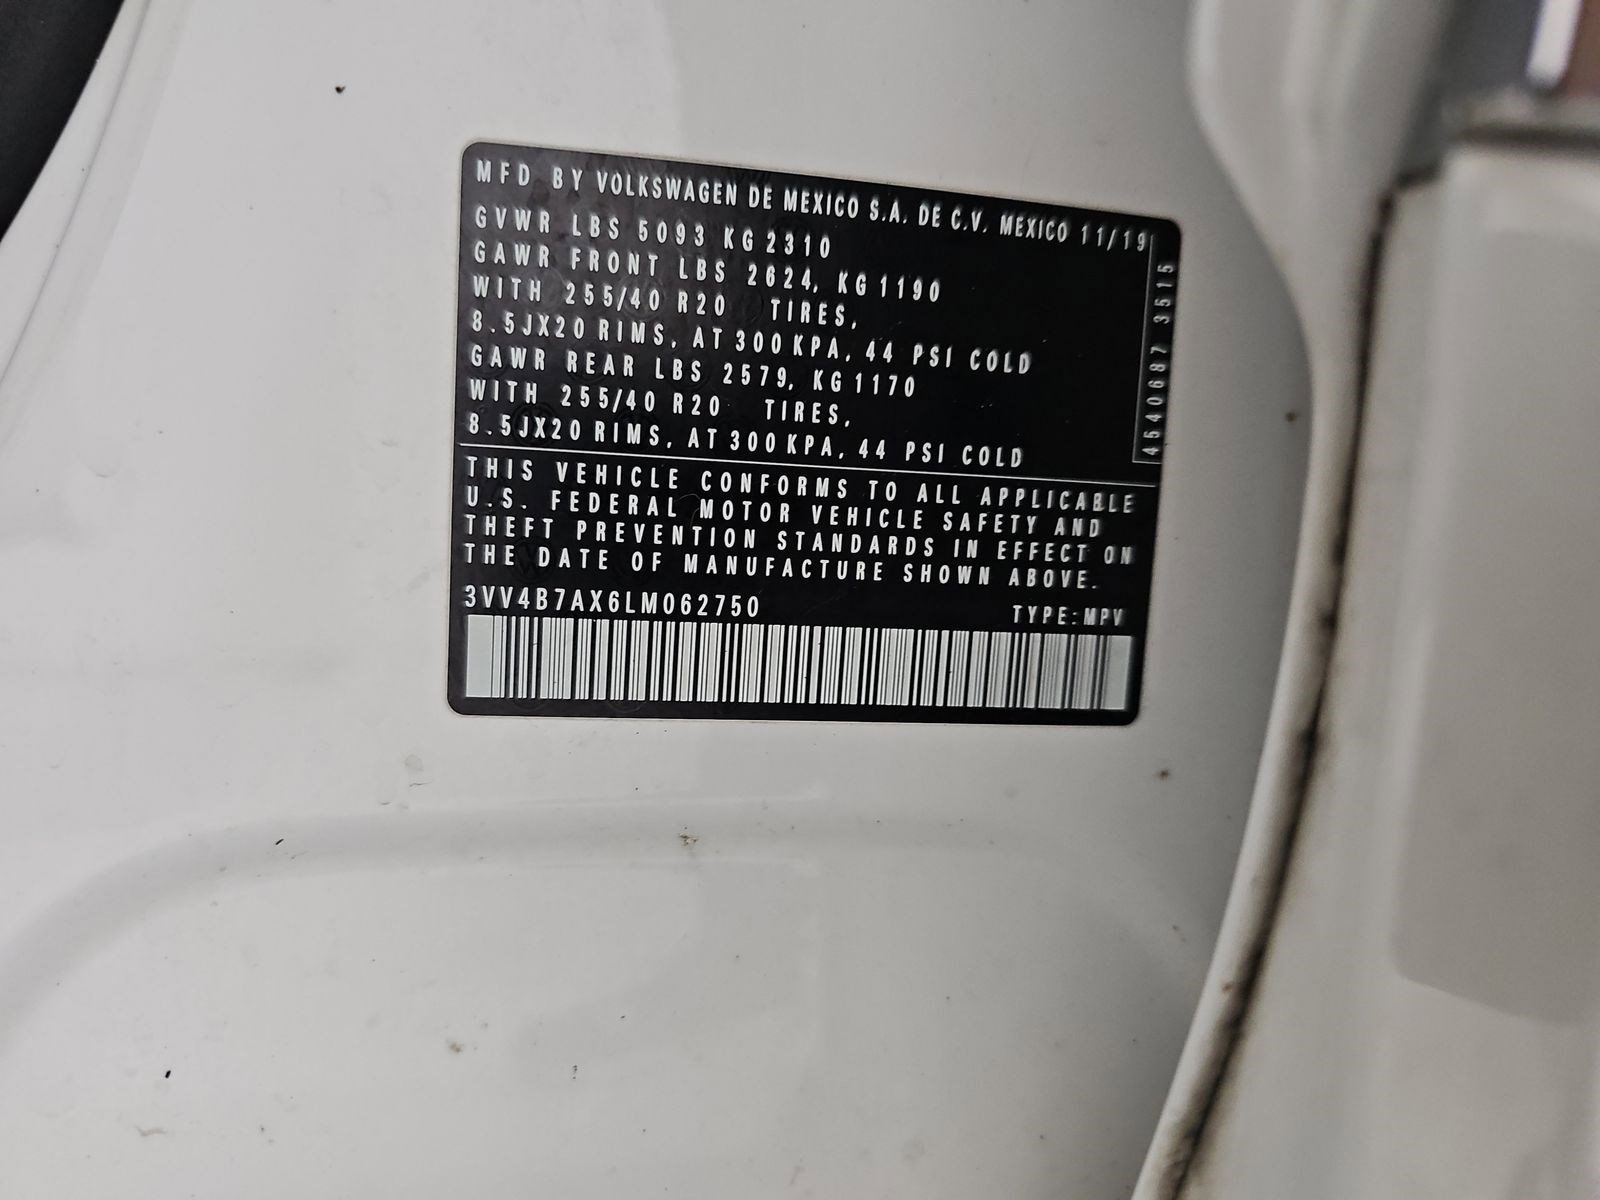 MFD BY VOLKSWAGEN DE MEXICO S.A. DE C.V. MEXICO 11/19
GVWR LBS 5093 KG 2310
GAWR FRONT LBS 2624, KG 1190
WITH 255/40 R20 TIRES,
8.5JX20 RIMS, AT 300 KPA, 44 PSI COLD
GAWR REAR LBS 2579, KG 1170
WITH 255/40 R20 TIRES,
8.5JX20 RIMS, AT 300 KPA, 44 PSI COLD
4540687 3515
THIS VEHICLE CONFORMS TO ALL APPLICABLE
U.S. FEDERAL MOTOR VEHICLE SAFETY AND
THEFT PREVENTION STANDARDS IN EFFECT ON
THE DATE OF MANUFACTURE SHOWN ABOVE.
3VV4B7AX6LM062750 TYPE: MPV